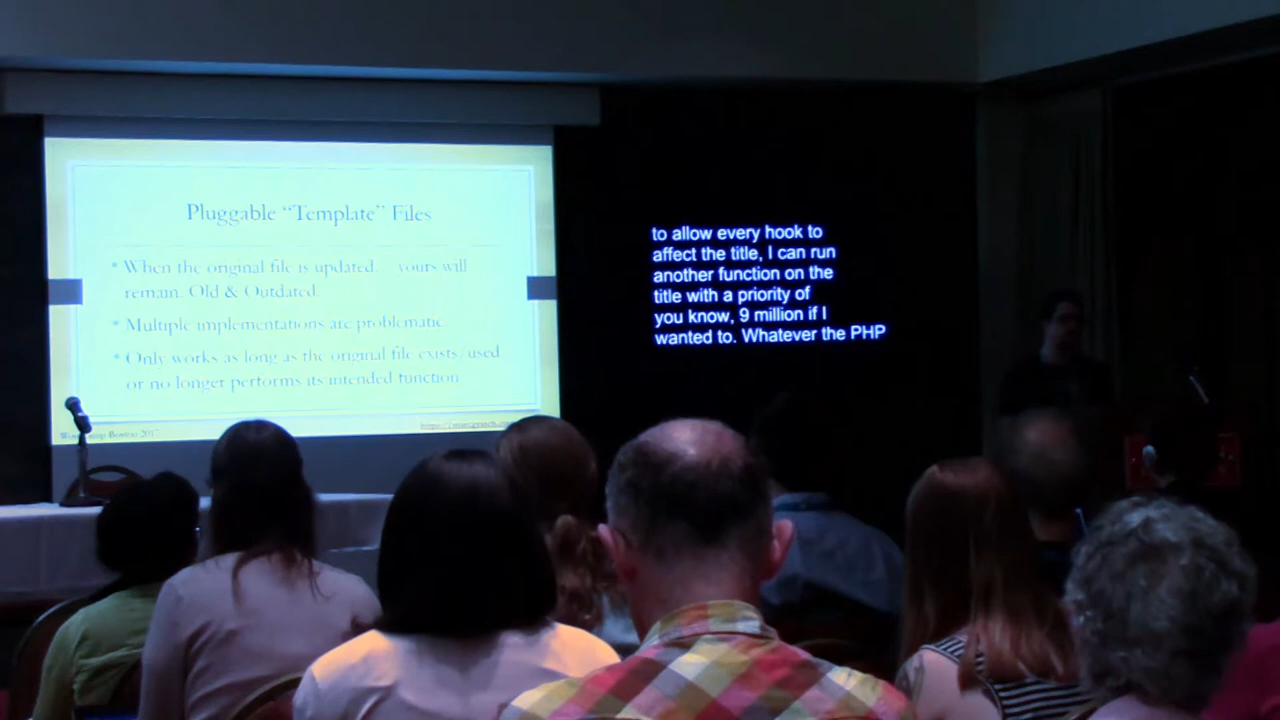 Pluggable “Template” Files
* When the original file is updated... yours will
remain. Old & Outdated.
* Multiple implementations are problematic
* Only works as long as the original file exists/used
or no longer performs its intended function
WordCamp Boston 2017
to allow every hook to
affect the title, I can run
another function on the
title with a priority of
you know, 9 million if I
wanted to. Whatever the PHP